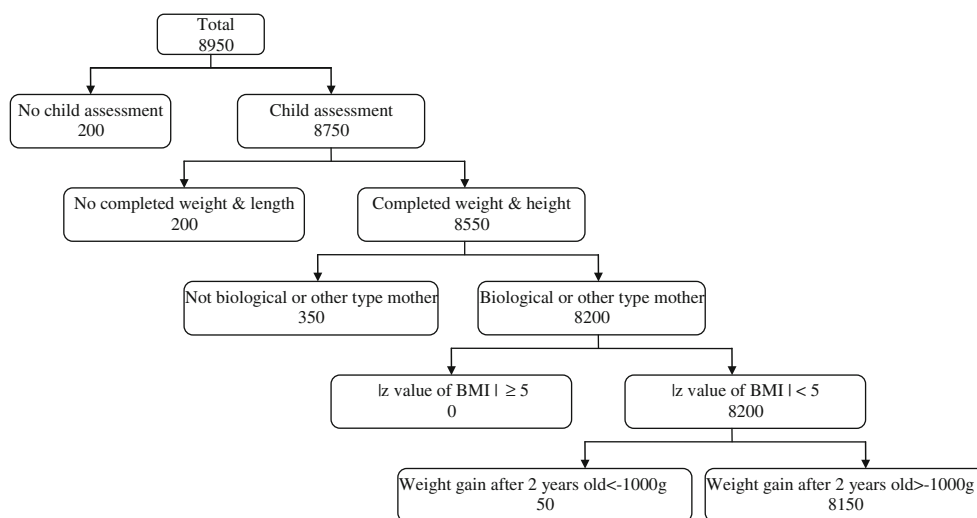 Total
8950
No child assessment
200
Child assessment
8750
No completed weight & length
200
Completed weight & height
8550
Not biological or other type mother
350
Biological or other type mother
8200
|z value of BMI | ≥ 5
0
|z value of BMI | < 5
8200
Weight gain after 2 years old<-1000g
50
Weight gain after 2 years old>-1000g
8150